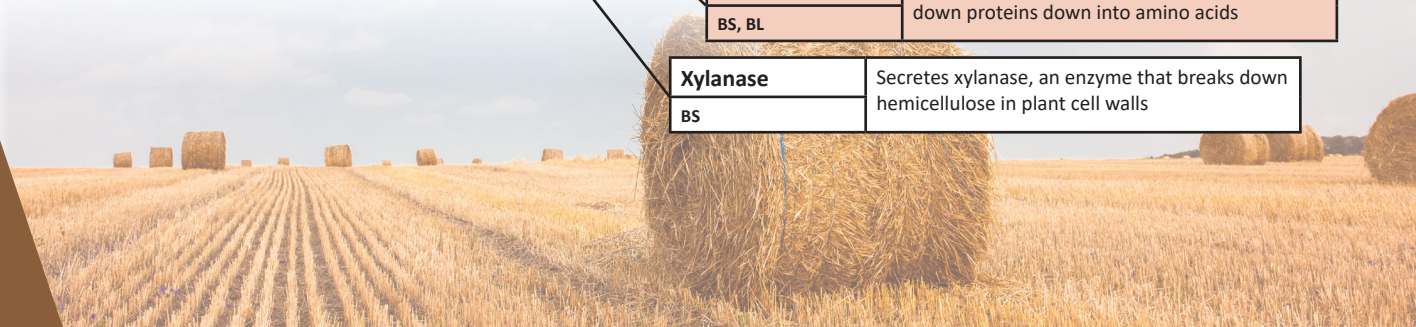 down proteins down into amino acids
BS, BL
Xylanase
Secretes xylanase, an enzyme that breaks down
hemicellulose in plant cell walls
BS